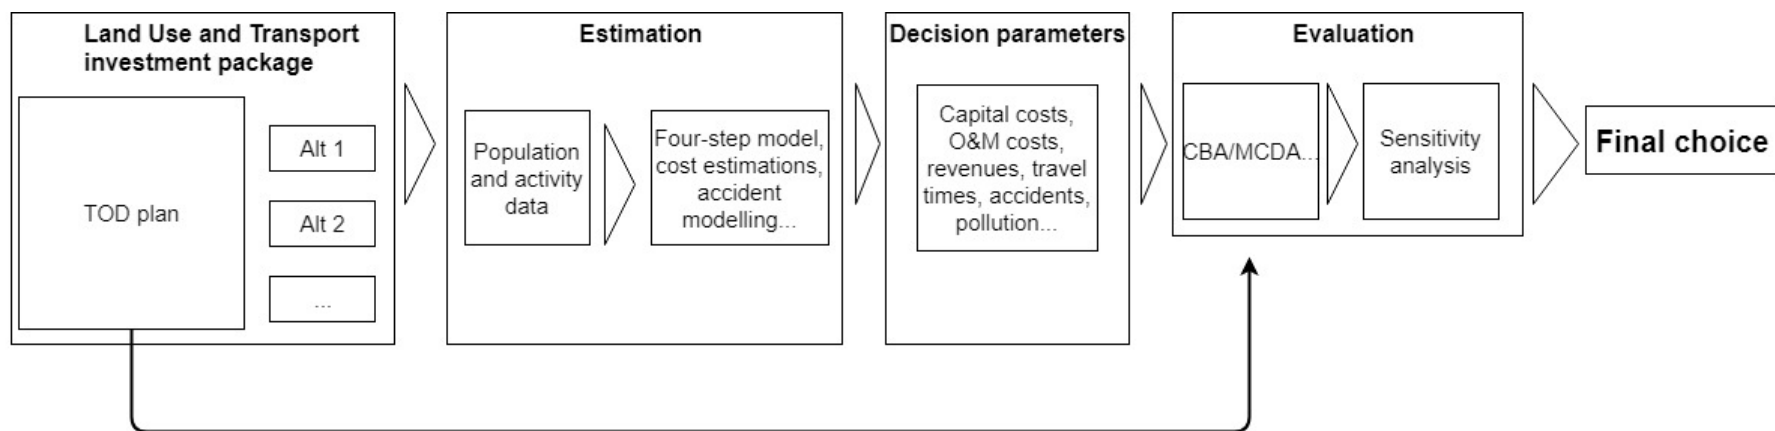 Land Use and Transport
investment package
TOD plan
Alt 1
Alt 2
...
Estimation
Population
and activity
data
Four-step model,
cost estimations,
accident
modelling...
Decision parameters
Capital costs,
O&M costs,
revenues, travel
times, accidents,
pollution...
Evaluation
CBA/MCDA...
Sensitivity
analysis
Final choice